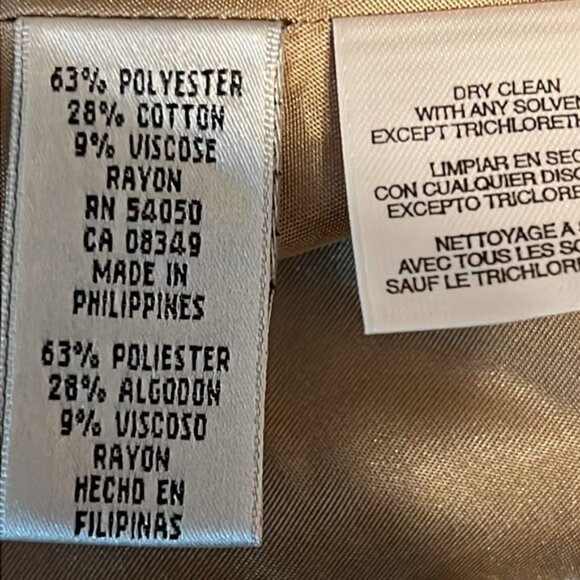 63% POLYESTER
28% COTTON
9% VISCOSE
RAYON
RN 54050
CA 08349
MADE IN
PHILIPPINES
63% POLIESTER
28% ALGODON
9% VISCOSO
RAYON
HECHO EN
FILIPINAS
DRY CLEAN
WITH ANY
EXCEPT
LIMPIAR EN
CON CUALQUIER
EXCEPTO
NETTOYAGE A
AVEC TOUS LES
SAUF LE